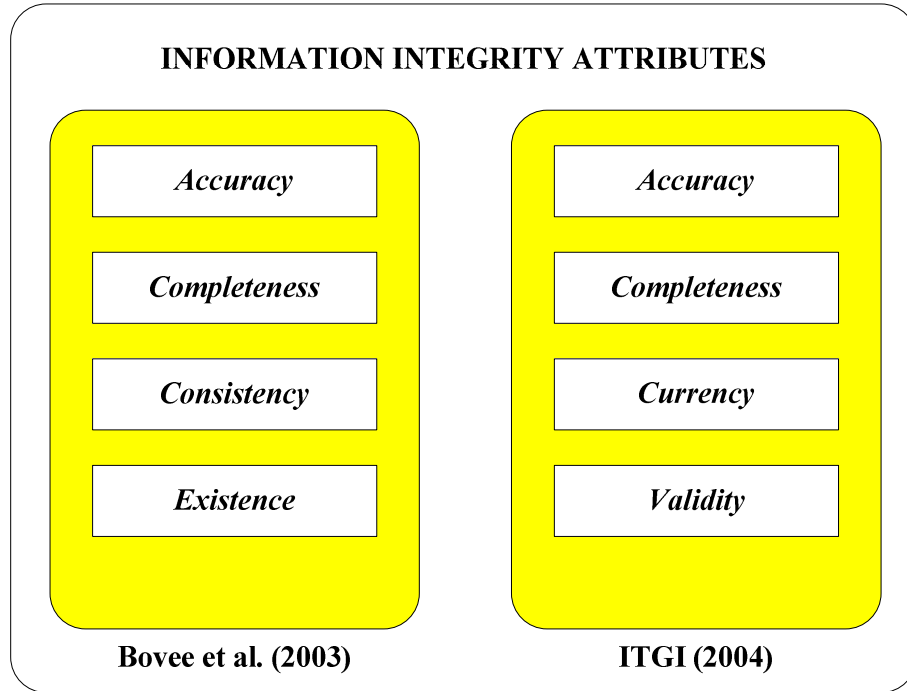 INFORMATION INTEGRITY ATTRIBUTES
Accuracy
Completeness
Consistency
Existence
Bovee et al. (2003)
Accuracy
Completeness
Currency
Validity
ITGI (2004)